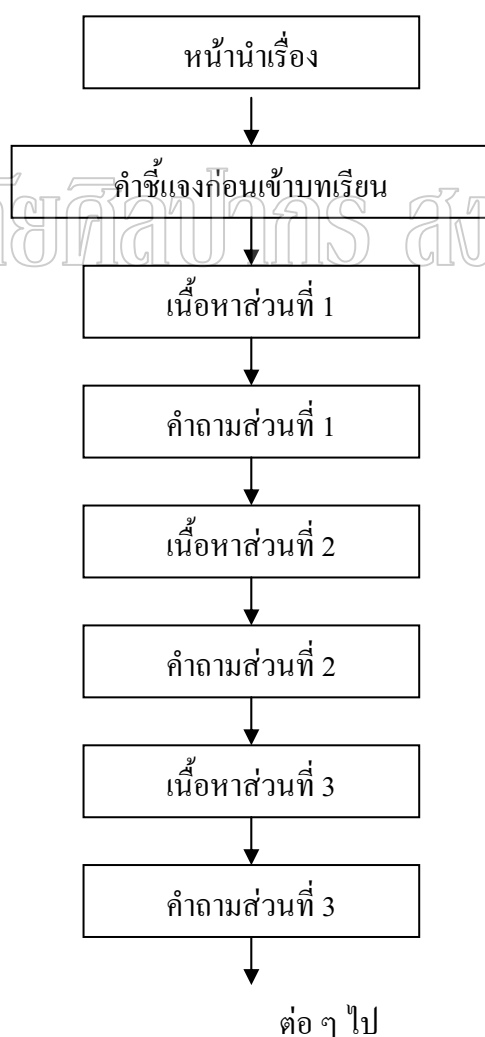 หน้านำเรื่อง
คำชี้แจงก่อนเข้าบทเรียน
เนื้อหาส่วนที่ 1
คำถามส่วนที่ 1
เนื้อหาส่วนที่ 2
คำถามส่วนที่ 2
เนื้อหาส่วนที่ 3
คำถามส่วนที่ 3
ต่อ ๆ ไป